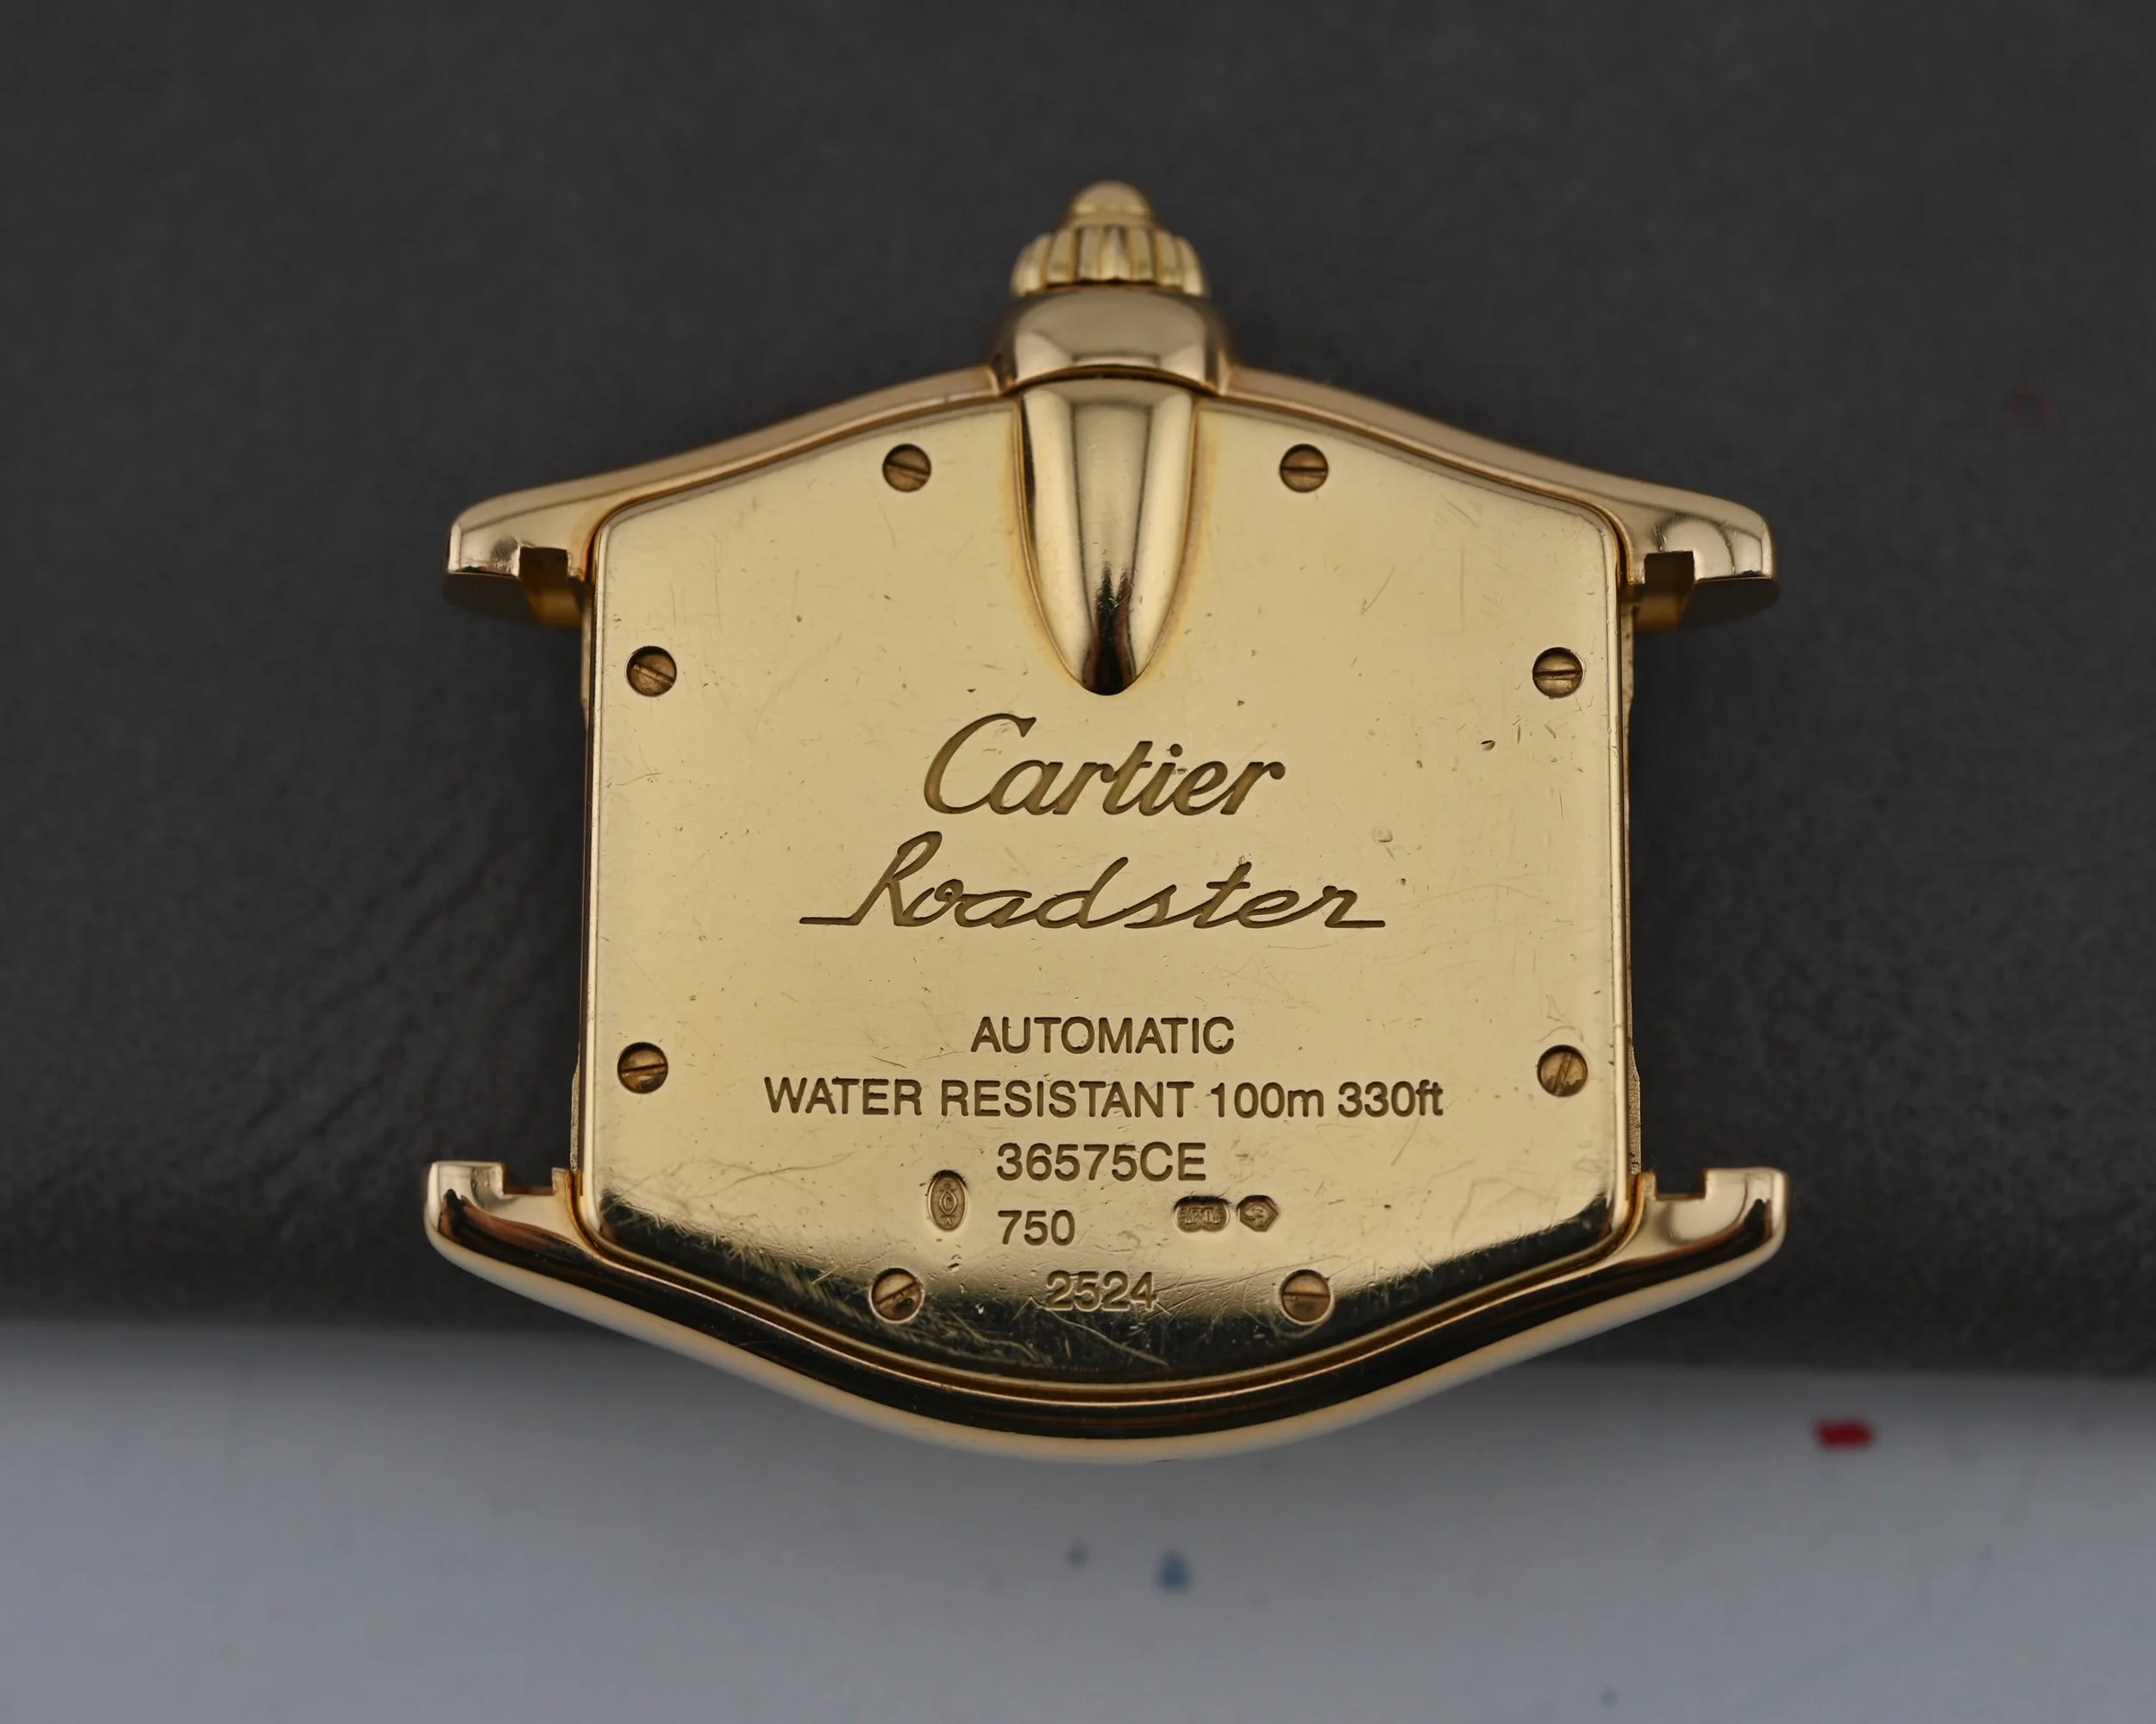 Cartier
Roadster
AUTOMATIC
WATER RESISTANT 100m 330ft
36575CE
750
2524